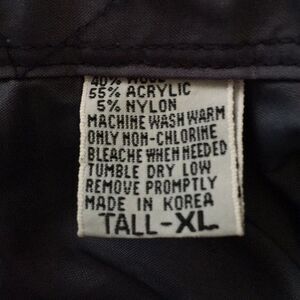 40% WOOL
55% ACRYLIC
5% NYLON
MACHINE WASH WARM
ONLY NON-CHLORINE
BLEACHE WHEN NEEDED
TUMBLE DRY LOW
REMOVE PROMPTLY
MADE IN KOREA
TALL-XL